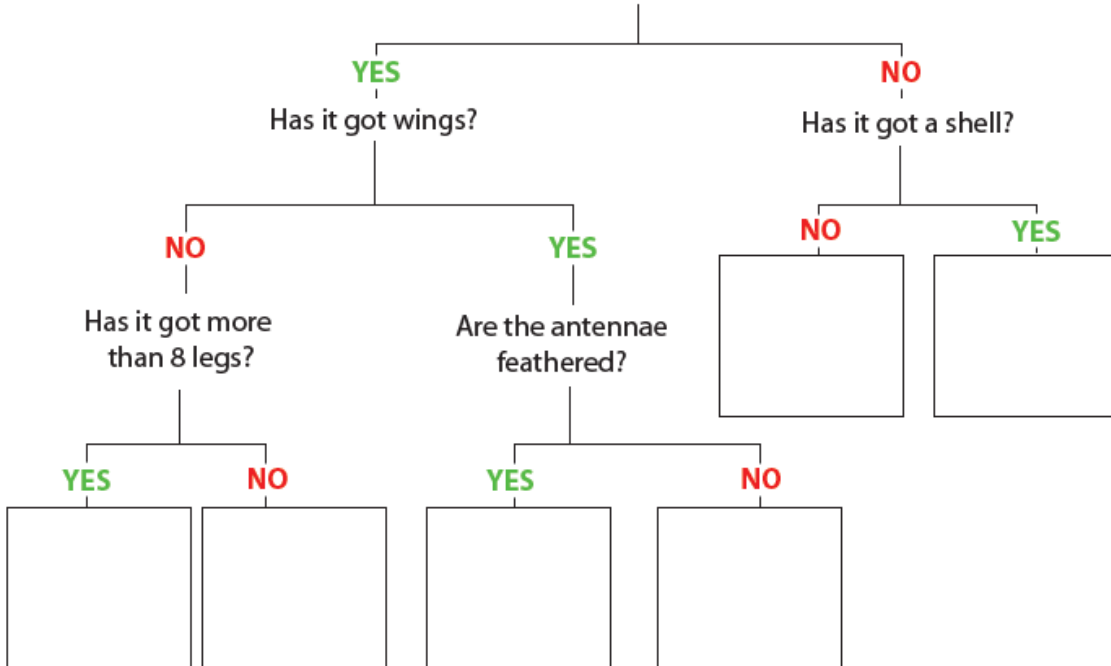 YES
NO
Has it got wings?
Has it got a shell?
NO
YES
NO
YES
Has it got more
than 8 legs?
Are the antennae
feathered?
YES
NO
YES
NO